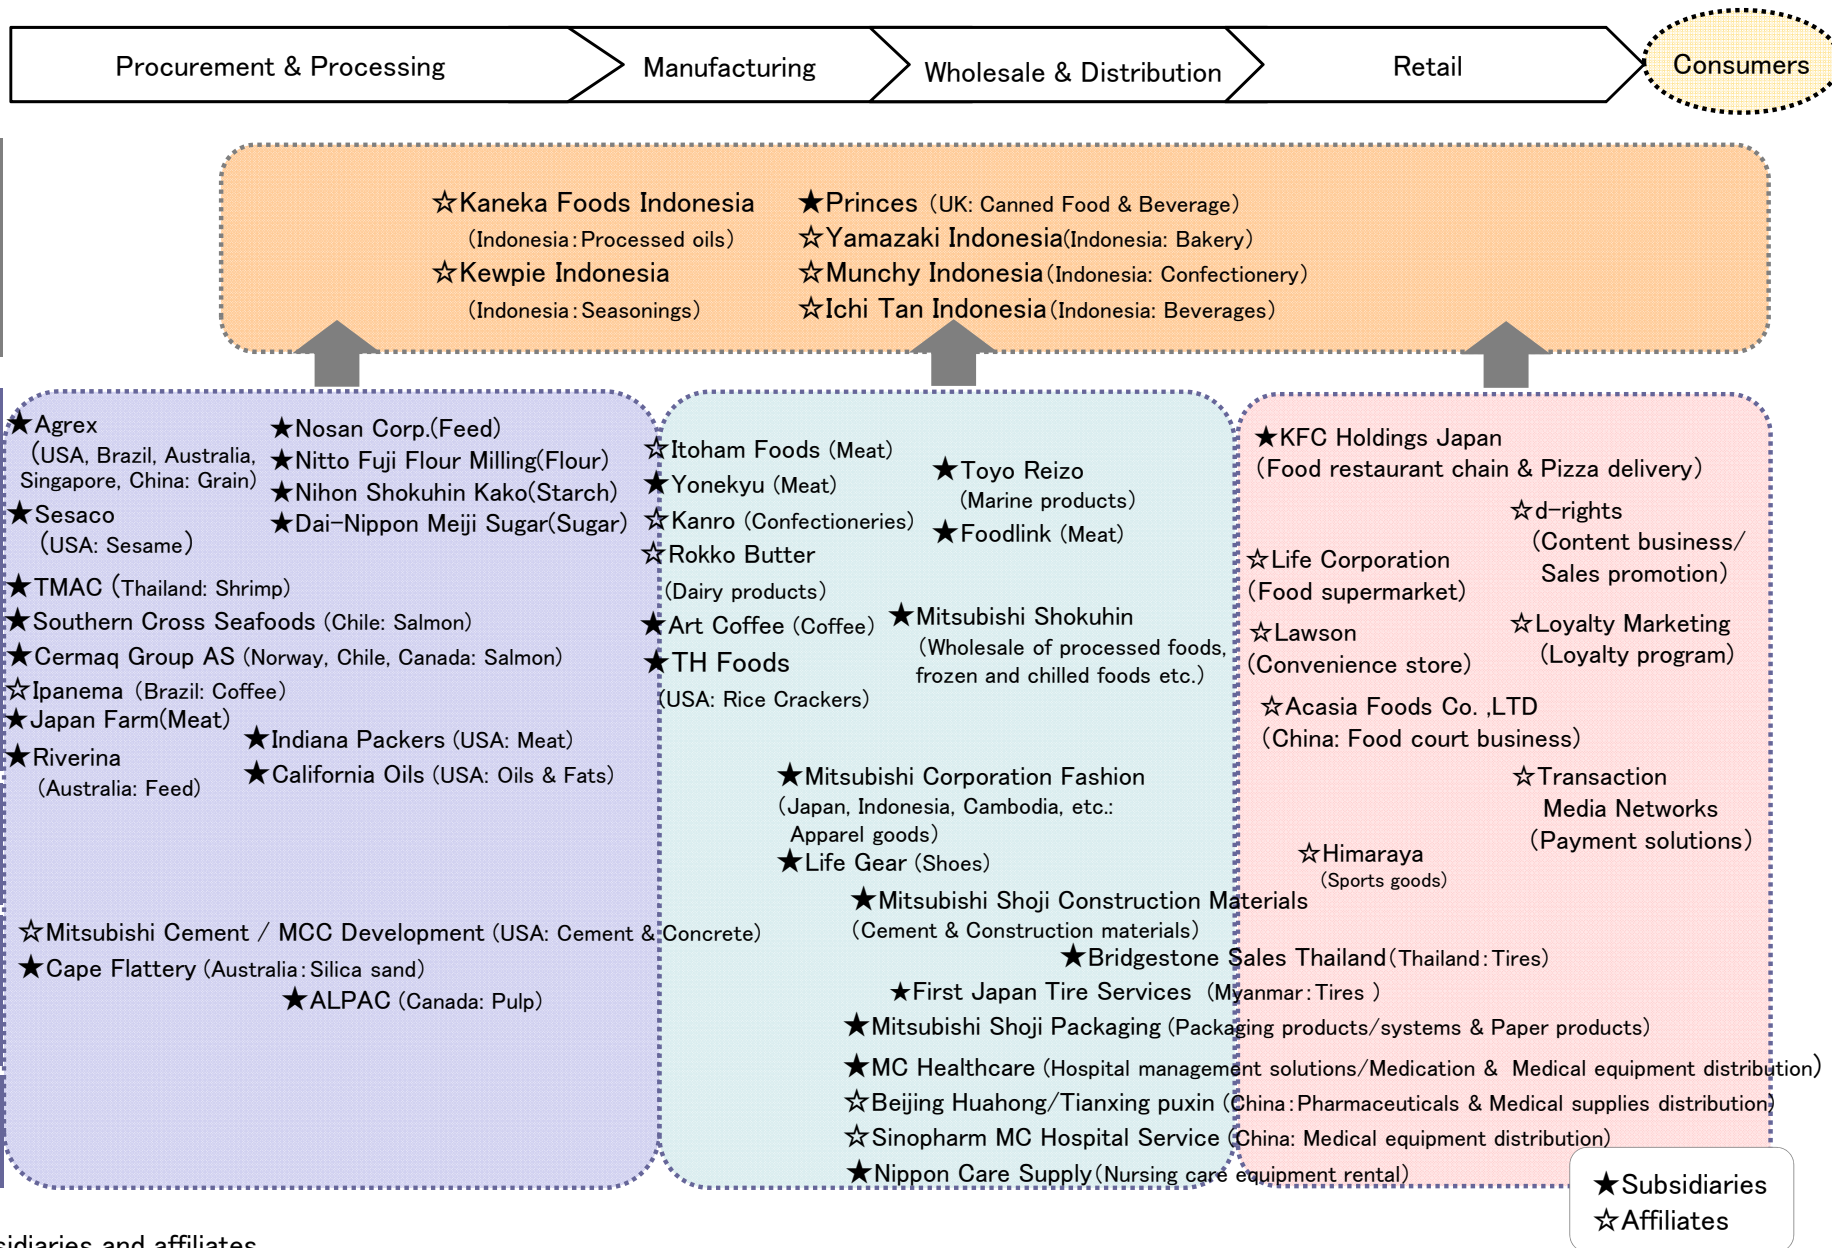 Procurement & Processing
Manufacturing
Wholesale & Distribution
Retail
Consumers
☆Kaneka Foods Indonesia
(Indonesia:Processed oils)
☆Kewpie Indonesia
(Indonesia:Seasonings)
★Princes (UK: Canned Food & Beverage)
☆Yamazaki Indonesia(Indonesia: Bakery)
☆Munchy Indonesia(Indonesia: Confectionery)
☆Ichi Tan Indonesia(Indonesia: Beverages)
★Agrex
(USA, Brazil, Australia,
Singapore, China: Grain)
★Sesaco
(USA: Sesame)
★Nosan Corp.(Feed)
★Nitto Fuji Flour Milling(Flour)
★Nihon Shokuhin Kako(Starch)
★Dai-Nippon Meiji Sugar(Sugar)
★TMAC (Thailand: Shrimp)
★Southern Cross Seafoods (Chile: Salmon)
★Cermaq Group AS (Norway, Chile, Canada: Salmon)
☆Ipanema (Brazil: Coffee)
★Japan Farm(Meat)
★Riverina
(Australia: Feed)
★Indiana Packers (USA: Meat)
★California Oils (USA: Oils & Fats)
☆Mitsubishi Cement / MCC Development (USA: Cement & Concrete)
★Cape Flattery (Australia:Silica sand)
★ALPAC (Canada: Pulp)
☆Itoham Foods (Meat)
★Yonekyu (Meat)
☆Kanro (Confectioneries)
☆Rokko Butter
(Dairy products)
★Art Coffee (Coffee)
★TH Foods
(USA: Rice Crackers)
★Toyo Reizo
(Marine products)
★Foodlink (Meat)
★Mitsubishi Shokuhin
(Wholesale of processed foods,
frozen and chilled foods etc.)
★Mitsubishi Corporation Fashion
(Japan, Indonesia, Cambodia, etc.:
Apparel goods)
★Life Gear (Shoes)
★Mitsubishi Shoji Construction Materials
(Cement & Construction materials)
★Bridgestone Sales Thailand(Thailand:Tires)
★First Japan Tire Services (Myanmar:Tires )
★Mitsubishi Shoji Packaging (Packaging products/systems & Paper products)
★MC Healthcare (Hospital management solutions/Medication & Medical equipment distribution)
☆Beijing Huahong/Tianxing puxin (China:Pharmaceuticals & Medical supplies distribution)
☆Sinopharm MC Hospital Service (China: Medical equipment distribution)
★Nippon Care Supply(Nursing care equipment rental)
★KFC Holdings Japan
(Food restaurant chain & Pizza delivery)
☆d-rights
(Content business/
Sales promotion)
☆Life Corporation
(Food supermarket)
☆Lawson
(Convenience store)
☆Loyalty Marketing
(Loyalty program)
☆Acasia Foods Co. ,LTD
(China: Food court business)
☆Transaction
Media Networks
(Payment solutions)
☆Himaraya
(Sports goods)
★Subsidiaries
☆Affiliates
sidiaries and affiliates